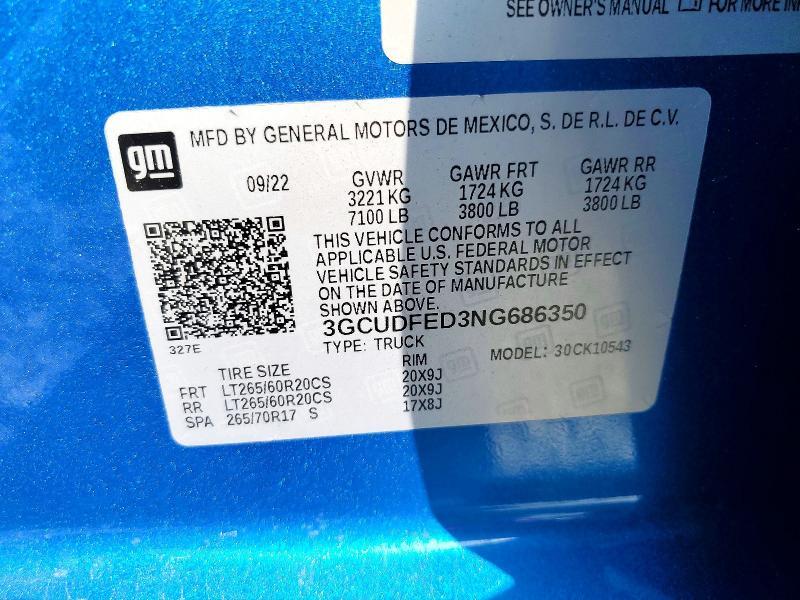 SEE OWNER'S MANUAL FOR MORE
gm
MFD BY GENERAL MOTORS DE MEXICO, S. DE R.L. DE C.V.
09/22 GVWR GAWR FRT GAWR RR
3221 KG 1724 KG 1724 KG
7100 LB 3800 LB 3800 LB
THIS VEHICLE CONFORMS TO ALL
APPLICABLE U.S. FEDERAL MOTOR
VEHICLE SAFETY STANDARDS IN EFFECT
ON THE DATE OF MANUFACTURE
SHOWN ABOVE.
3GCUDFED3NG686350
327E
TYPE: TRUCK MODEL: 30CK10543
TIRE SIZE RIM
FRT LT265/60R20CS 20X9J
RR LT265/60R20CS 20X9J
SPA 265/70R17 S 17X8J